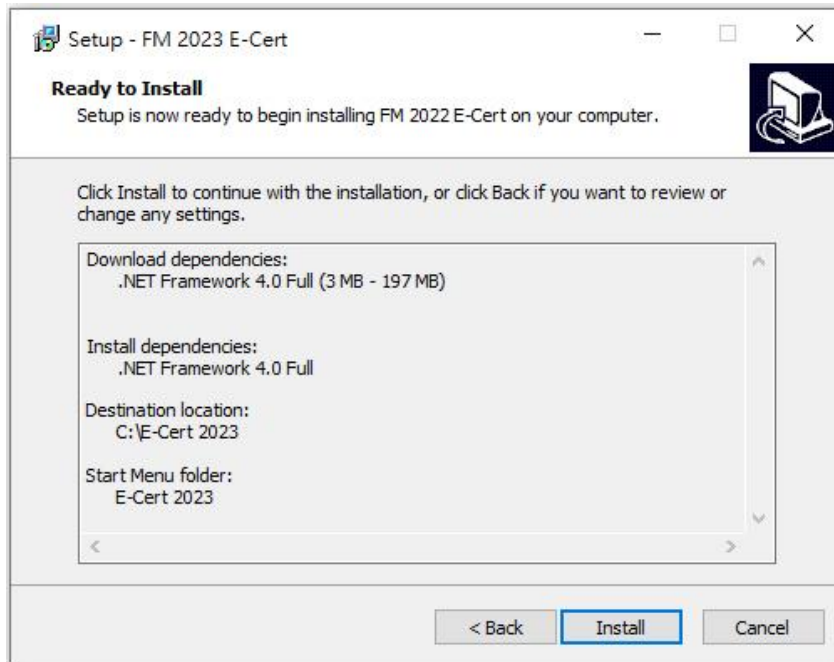 Setup - FM 2023 E-Cert
Ready to Install
Setup is now ready to begin installing FM 2022 E-Cert on your computer.
Click Install to continue with the installation, or click Back if you want to review or
change any settings.
Download dependencies:
.NET Framework 4.0 Full (3 MB - 197 MB)
Install dependencies:
.NET Framework 4.0 Full
Destination location:
C:\E-Cert 2023
Start Menu folder:
E-Cert 2023
< Back
Install
Cancel